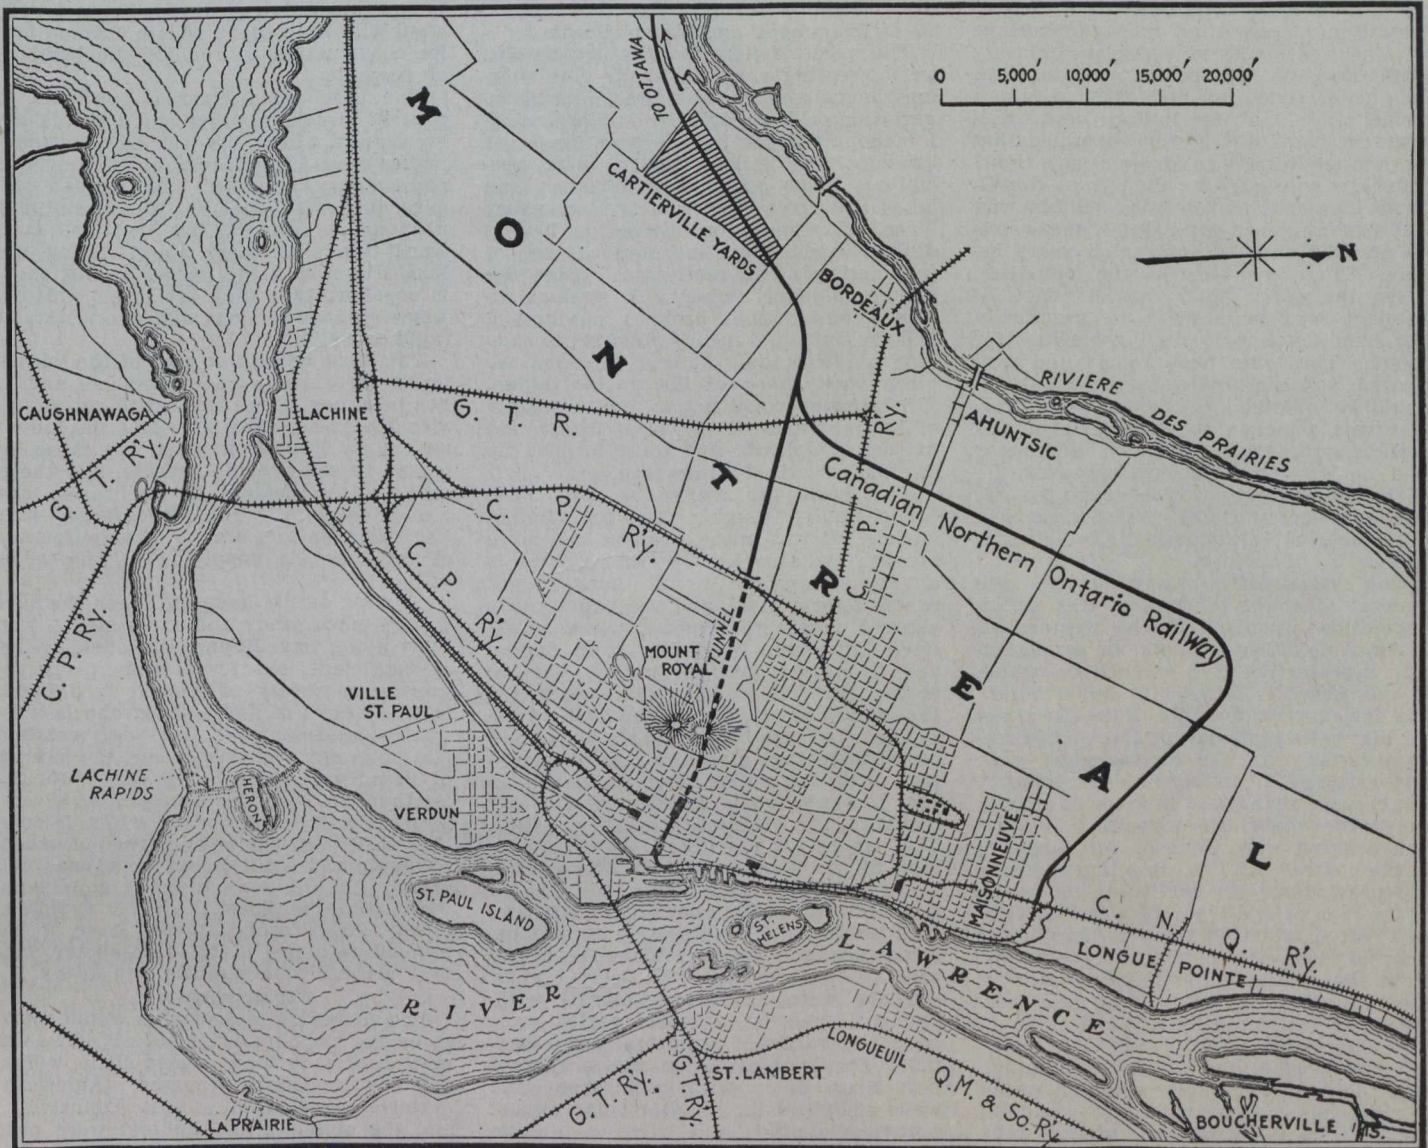 0 5,000' 10,000' 15,000' 20,000'
N
TO OTTAWA
CARTIERVILLE YARDS
BORDEAUX
RIVIERE DES PRAIRIES
AHUNTSIC
MONTREAL
CAUGHNAWAGA
LACHINE
G. T. R.
G. T. R'y.
C. P. R'y.
C. P. R'y.
C. P. R'y.
C. P. R'y.
Canadian Northern Ontario Railway
TUNNEL
MOUNT
ROYAL
VILLE
ST. PAUL
LACHINE
RAPIDS
HERON
VERDUN
MAISONNEUVE
ST. PAUL ISLAND
ST.
HELENS
LAWRENCE
RIVER
C. N. Q. R'y.
LONGUE
POINTE
LONGUEUIL
ST. LAMBERT
G. T. R'y.
G. T. R'y.
Q. M. & So. R'y
LA PRAIRIE
BOUCHERVILLE IS.